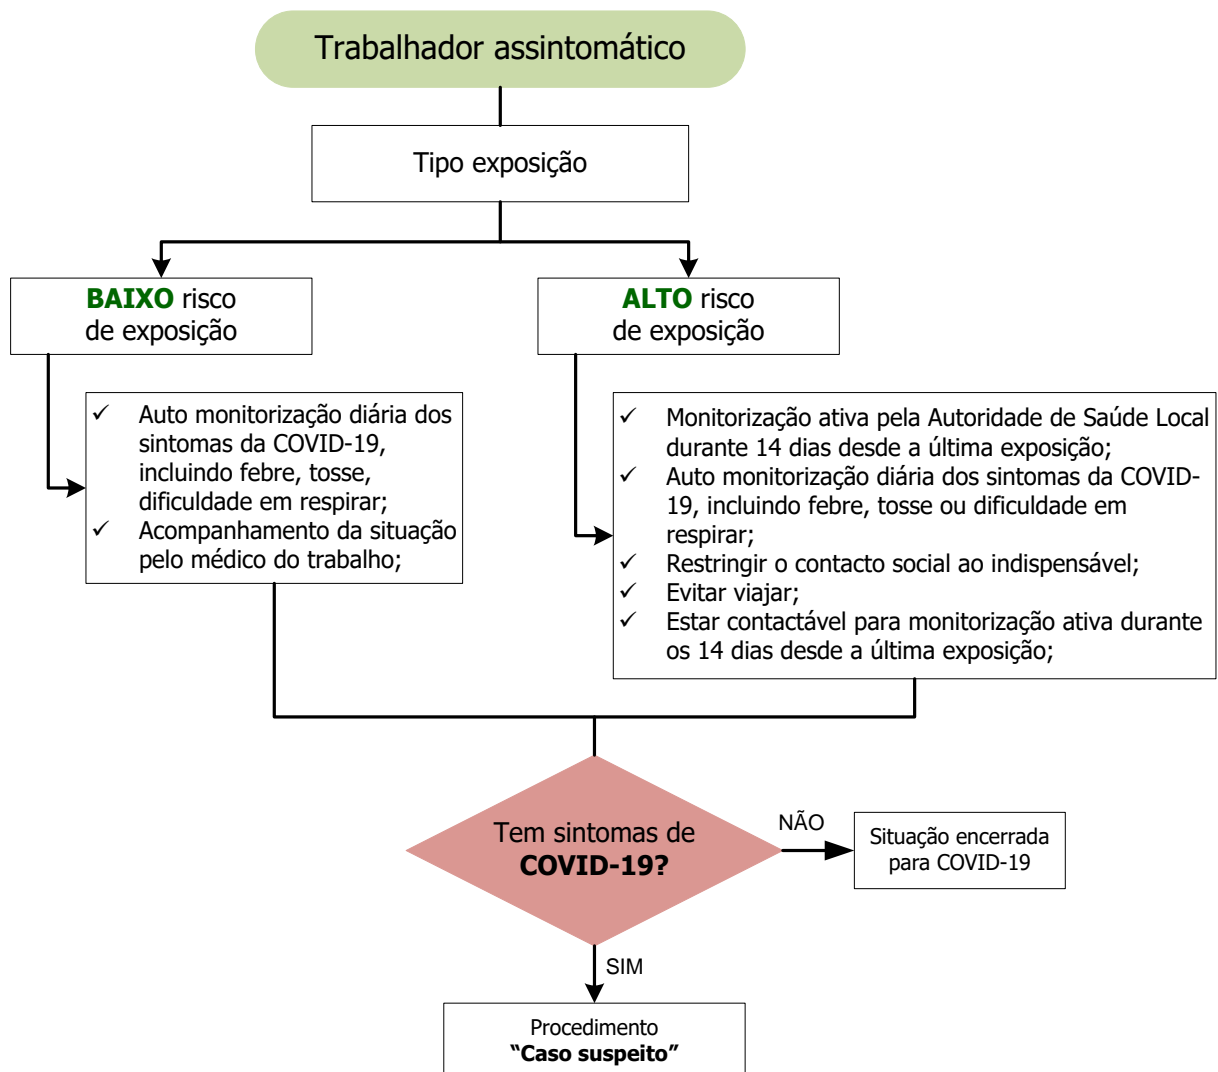 Trabalhador assintomático
Tipo exposição
BAIXO risco
de exposição
ALTO risco
de exposição
✓ Auto monitorização diária dos
sintomas da COVID-19,
incluindo febre, tosse,
dificuldade em respirar;
✓ Acompanhamento da situação
pelo médico do trabalho;
✓ Monitorização ativa pela Autoridade de Saúde Local
durante 14 dias desde a última exposição;
✓ Auto monitorização diária dos sintomas da COVID-
19, incluindo febre, tosse ou dificuldade em
respirar;
✓ Restringir o contacto social ao indispensável;
✓ Evitar viajar;
✓ Estar contactável para monitorização ativa durante
os 14 dias desde a última exposição;
Tem sintomas de
COVID-19?
NÃO
Situação encerrada
para COVID-19
SIM
Procedimento
“Caso suspeito”